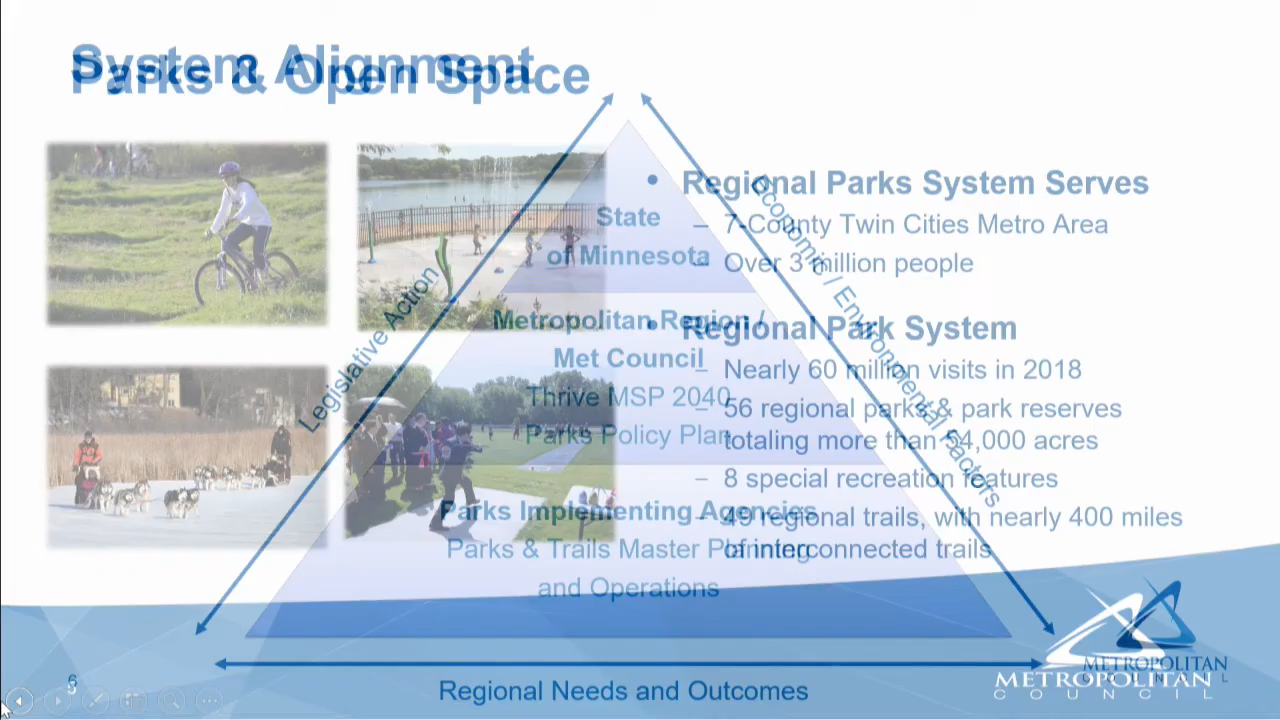 System Alignment
Parks & Open Space
State
of Minnesota
Metropolitan Region /
Met Council
Thrive MSP 2040
Parks Policy Plan
Parks Implementing Agencies
Parks & Trails Master Planning
and Operations
Legislative Action
Economic / Environmental Factors
Regional Needs and Outcomes
• Regional Parks System Serves
– 7-County Twin Cities Metro Area
– Over 3 million people
• Regional Park System
– Nearly 60 million visits in 2018
– 56 regional parks & park reserves
totaling more than 54,000 acres
– 8 special recreation features
– 49 regional trails, with nearly 400 miles
of interconnected trails
6
5
METROPOLITAN
COUNCIL
METROPOLITAN
COUNCIL